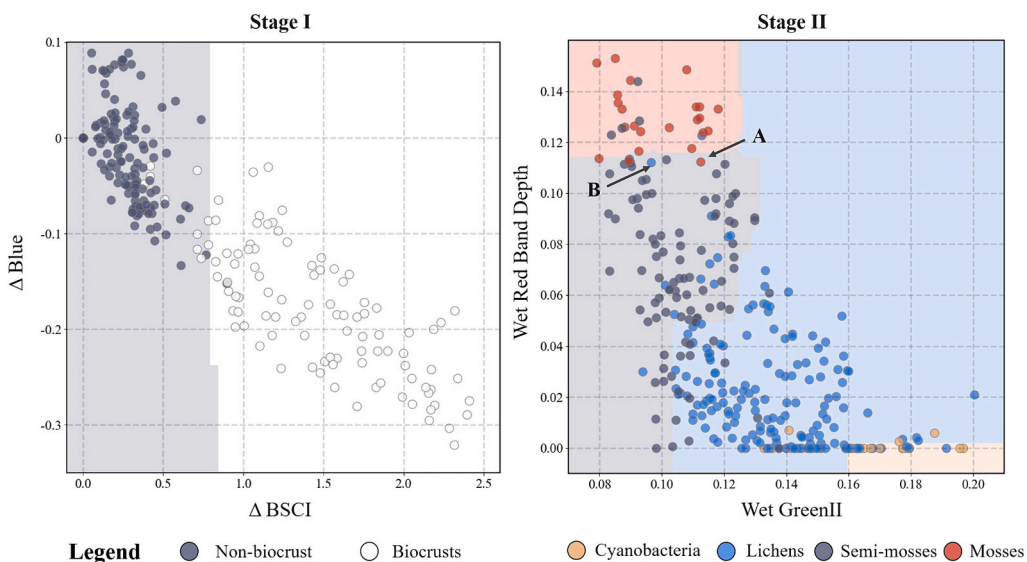 Stage I
Stage II
0.1
0
-0.1
-0.2
-0.3
Δ Blue
0.0
0.5
1.0
1.5
2.0
2.5
Δ BSCI
0.14
0.12
0.10
0.08
0.06
0.04
0.02
0.00
Wet Red Band Depth
A
B
0.08
0.10
0.12
0.14
0.16
0.18
0.20
Wet GreenII
Legend
Non-biocrust
Biocrusts
Cyanobacteria
Lichens
Semi-mosses
Mosses